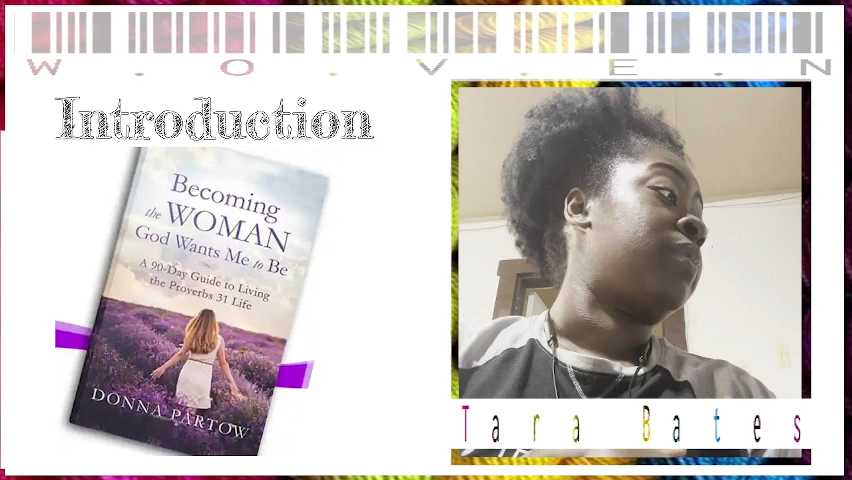 W . O . V . E . N
Introduction
Becoming
the WOMAN
God Wants Me to Be
A 90-Day Guide to Living
the Proverbs 31 Life
DONNA PARTOW
Tara Bates